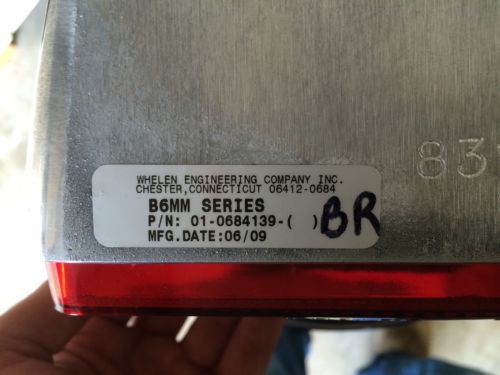 WHELEN ENGINEERING COMPANY INC.
CHESTER,CONNECTICUT 06412-0684
B6MM SERIES
P/N: 01-0684139-( ) BR
MFG.DATE:06/09